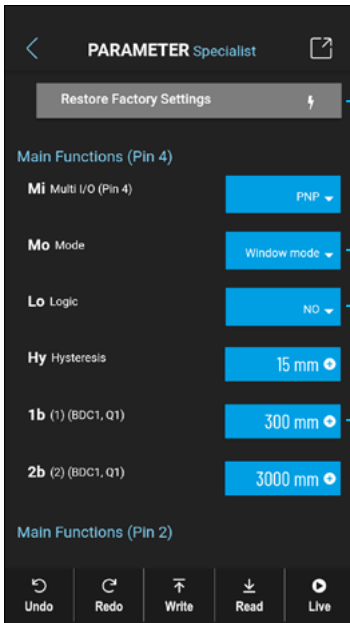 PARAMETER Specialist
Restore Factory Settings
Main Functions (Pin 4)
Mi Multi I/O (Pin 4) PNP
Mo Mode Window mode
Lo Logic NO
Hy Hysteresis 15 mm
1b (1) (BDC1, Q1) 300 mm
2b (2) (BDC1, Q1) 3000 mm
Main Functions (Pin 2)
Undo Redo Write Read Live